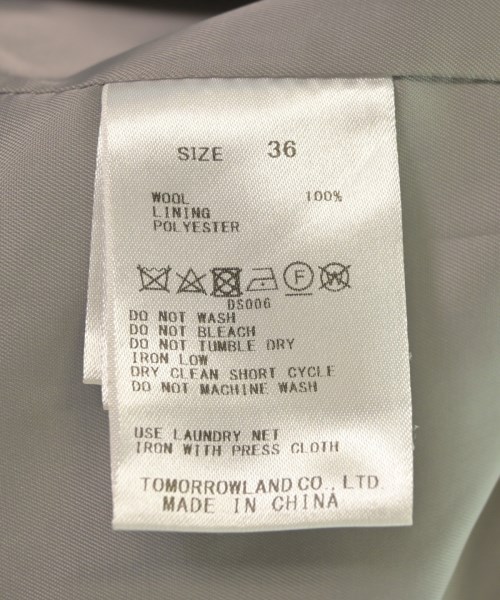 SIZE 36
WOOL 100%
LINING
POLYESTER
F W
DS006
DO NOT WASH
DO NOT BLEACH
DO NOT TUMBLE DRY
IRON LOW
DRY CLEAN SHORT CYCLE
DO NOT MACHINE WASH
USE LAUNDRY NET
IRON WITH PRESS CLOTH
TOMORROWLAND CO., LTD
MADE IN CHINA